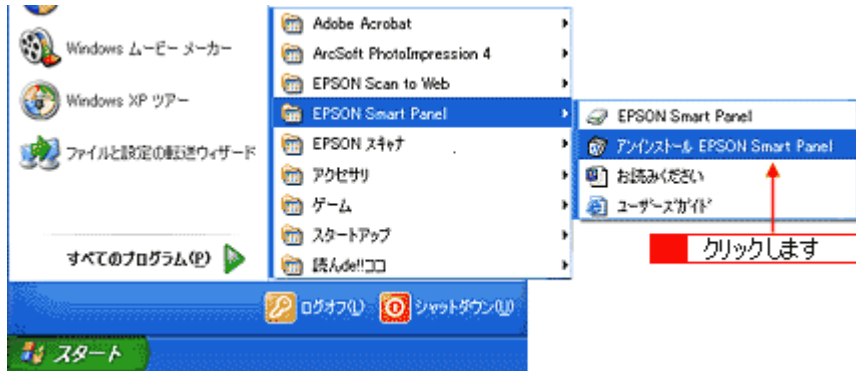 Windows ムービー メーカー
Windows XP ツアー
ファイルと設定の転送ウィザード
すべてのプログラム(P)
Adobe Acrobat
ArcSoft PhotoImpression 4
EPSON Scan to Web
EPSON Smart Panel
EPSON スキャナ
アクセサリ
ゲーム
スタートアップ
読んde!!ココ
EPSON Smart Panel
アンインストール EPSON Smart Panel
お読みください
ユーザーズガイド
クリックします
ログオフ(L)
シャットダウン(U)
スタート